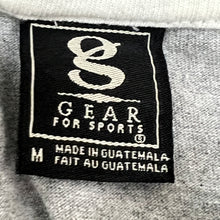 GEAR
FOR SPORTS
M MADE IN GUATEMALA
FAIT AU GUATEMALA